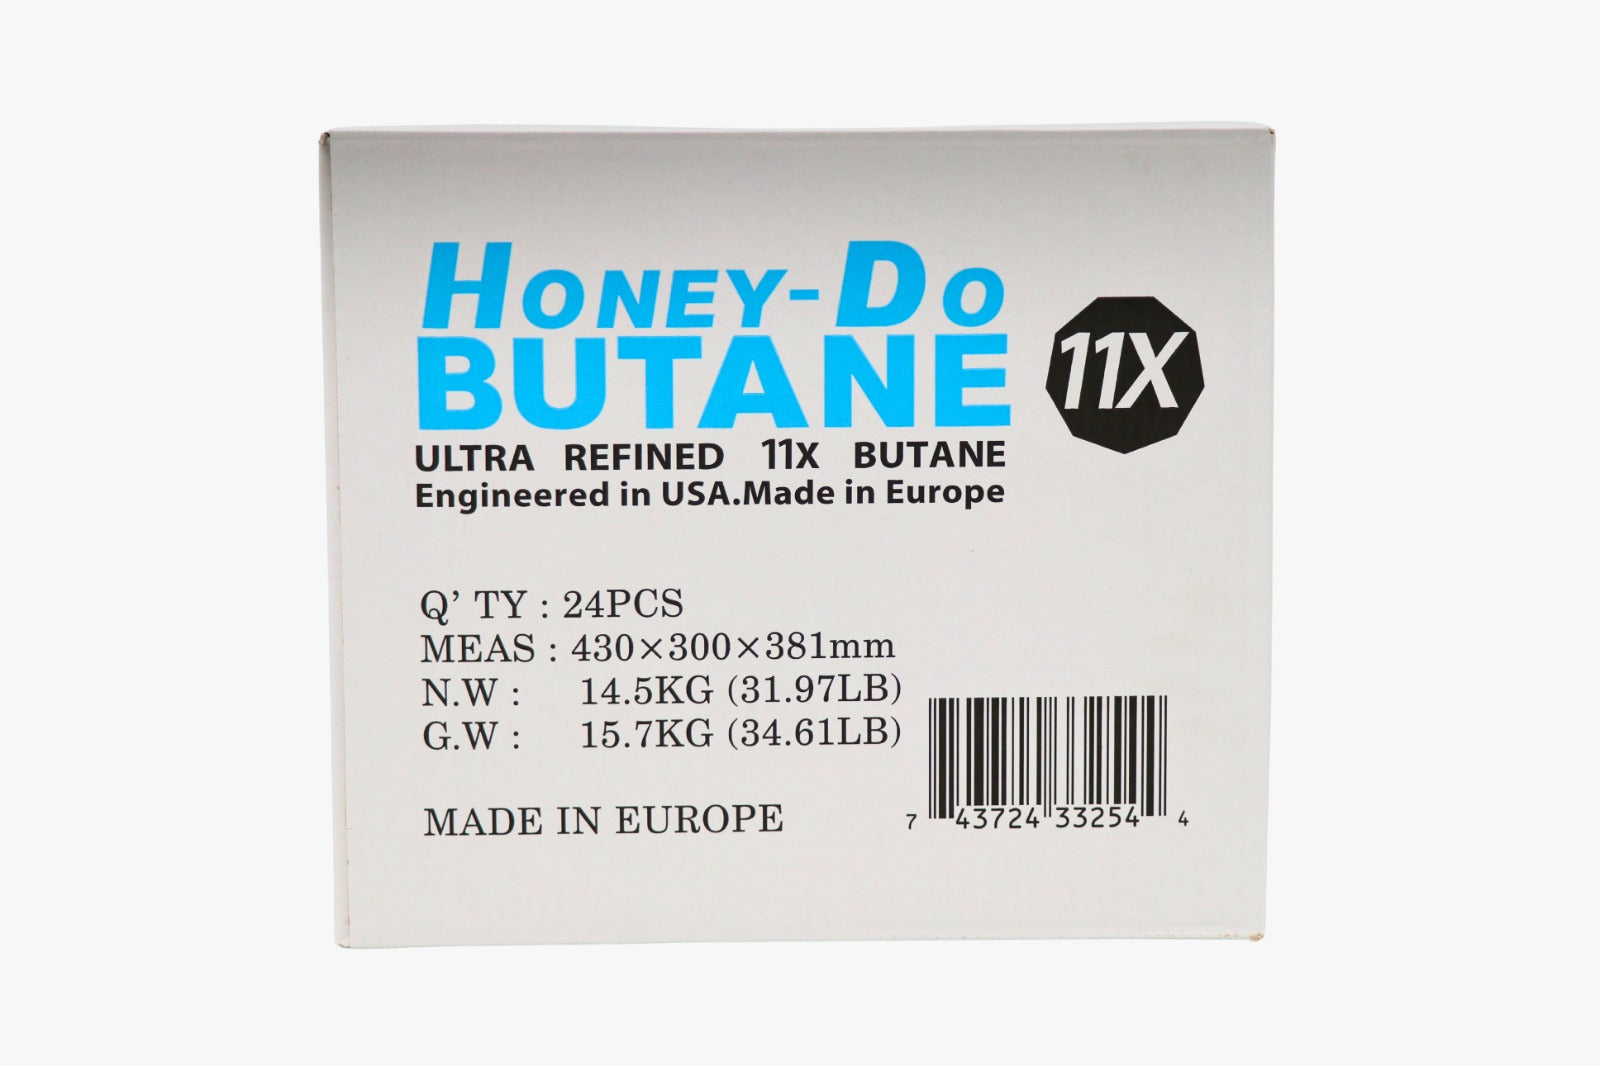 HONEY-DO
BUTANE
11X
ULTRA REFINED 11X BUTANE
Engineered in USA.Made in Europe
Q’ TY : 24PCS
MEAS : 430×300×381mm
N.W : 14.5KG (31.97LB)
G.W : 15.7KG (34.61LB)
MADE IN EUROPE
7 43724 33254 4